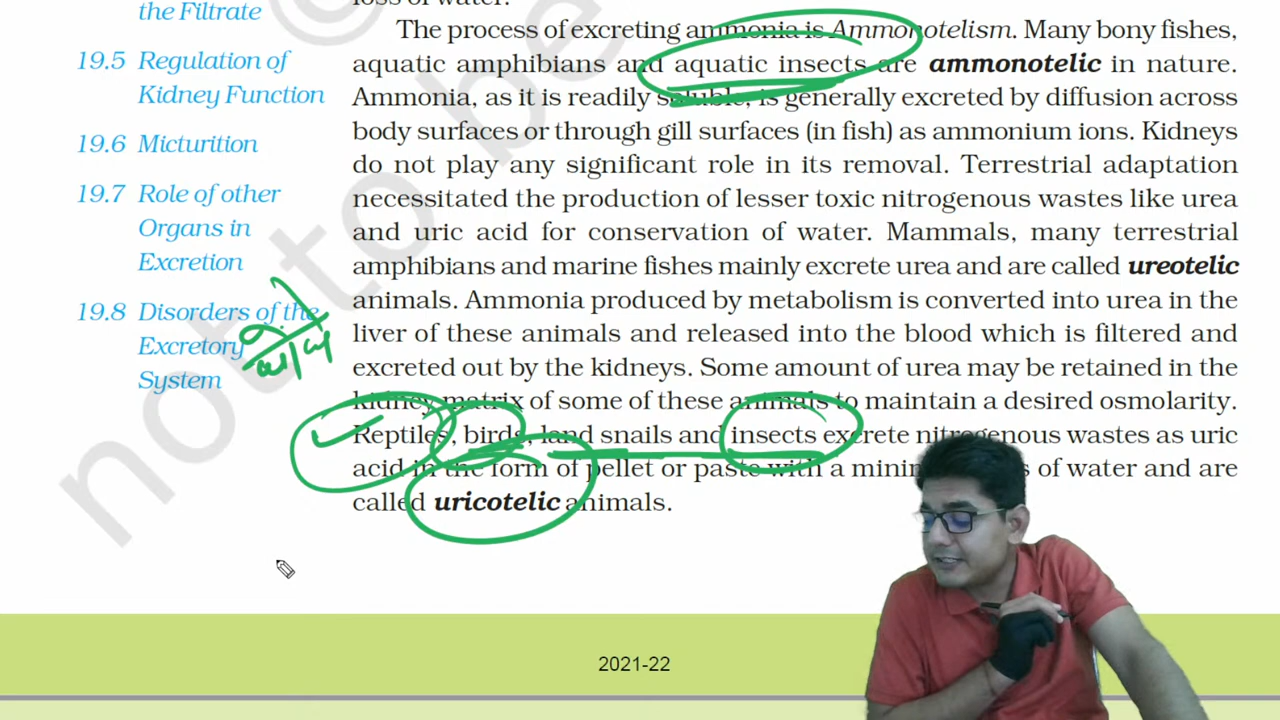 the Filtrate
19.5 Regulation of
Kidney Function
19.6 Micturition
19.7 Role of other
Organs in
Excretion
19.8 Disorders of the
Excretory
System
loss of water.
The process of excreting ammonia is Ammonotelism. Many bony fishes,
aquatic amphibians and aquatic insects are ammonotelic in nature.
Ammonia, as it is readily soluble, is generally excreted by diffusion across
body surfaces or through gill surfaces (in fish) as ammonium ions. Kidneys
do not play any significant role in its removal. Terrestrial adaptation
necessitated the production of lesser toxic nitrogenous wastes like urea
and uric acid for conservation of water. Mammals, many terrestrial
amphibians and marine fishes mainly excrete urea and are called ureotelic
animals. Ammonia produced by metabolism is converted into urea in the
liver of these animals and released into the blood which is filtered and
excreted out by the kidneys. Some amount of urea may be retained in the
kidney matrix of some of these animals to maintain a desired osmolarity.
Reptiles, birds, land snails and insects excrete nitrogenous wastes as uric
acid in the form of pellet or paste with a of water and are
called uricotelic animals.
not to be
2021-22